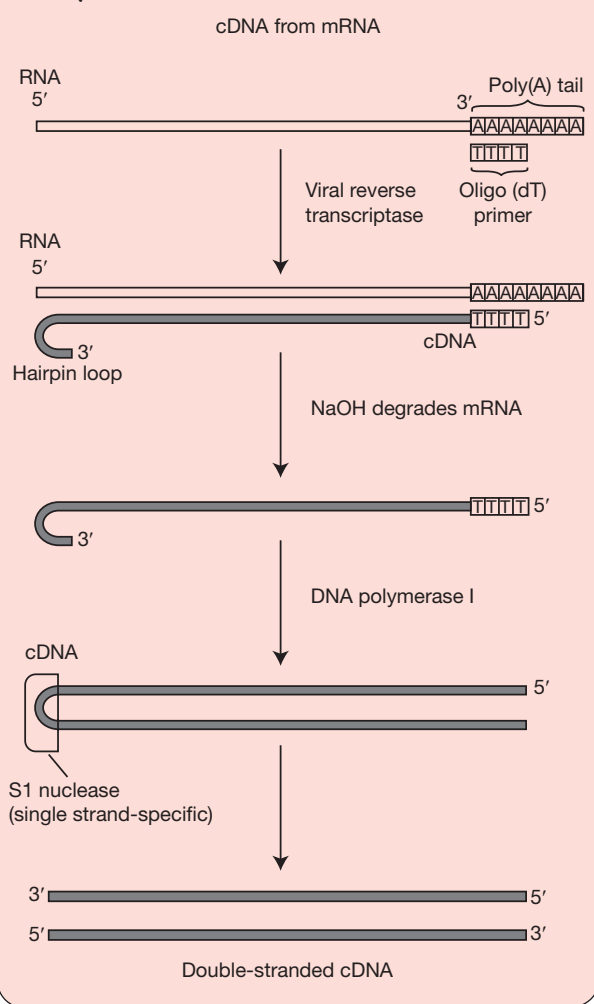 cDNA from mRNA
RNA
5′
3′
Poly(A) tail
AAAAAAAA
TTTT
Viral reverse
transcriptase
Oligo (dT)
primer
RNA
5′
AAAAAAAA
TTTT 5′
cDNA
3′
Hairpin loop
NaOH degrades mRNA
TTTT 5′
3′
DNA polymerase I
cDNA
5′
S1 nuclease
(single strand-specific)
3′ 5′
5′ 3′
Double-stranded cDNA